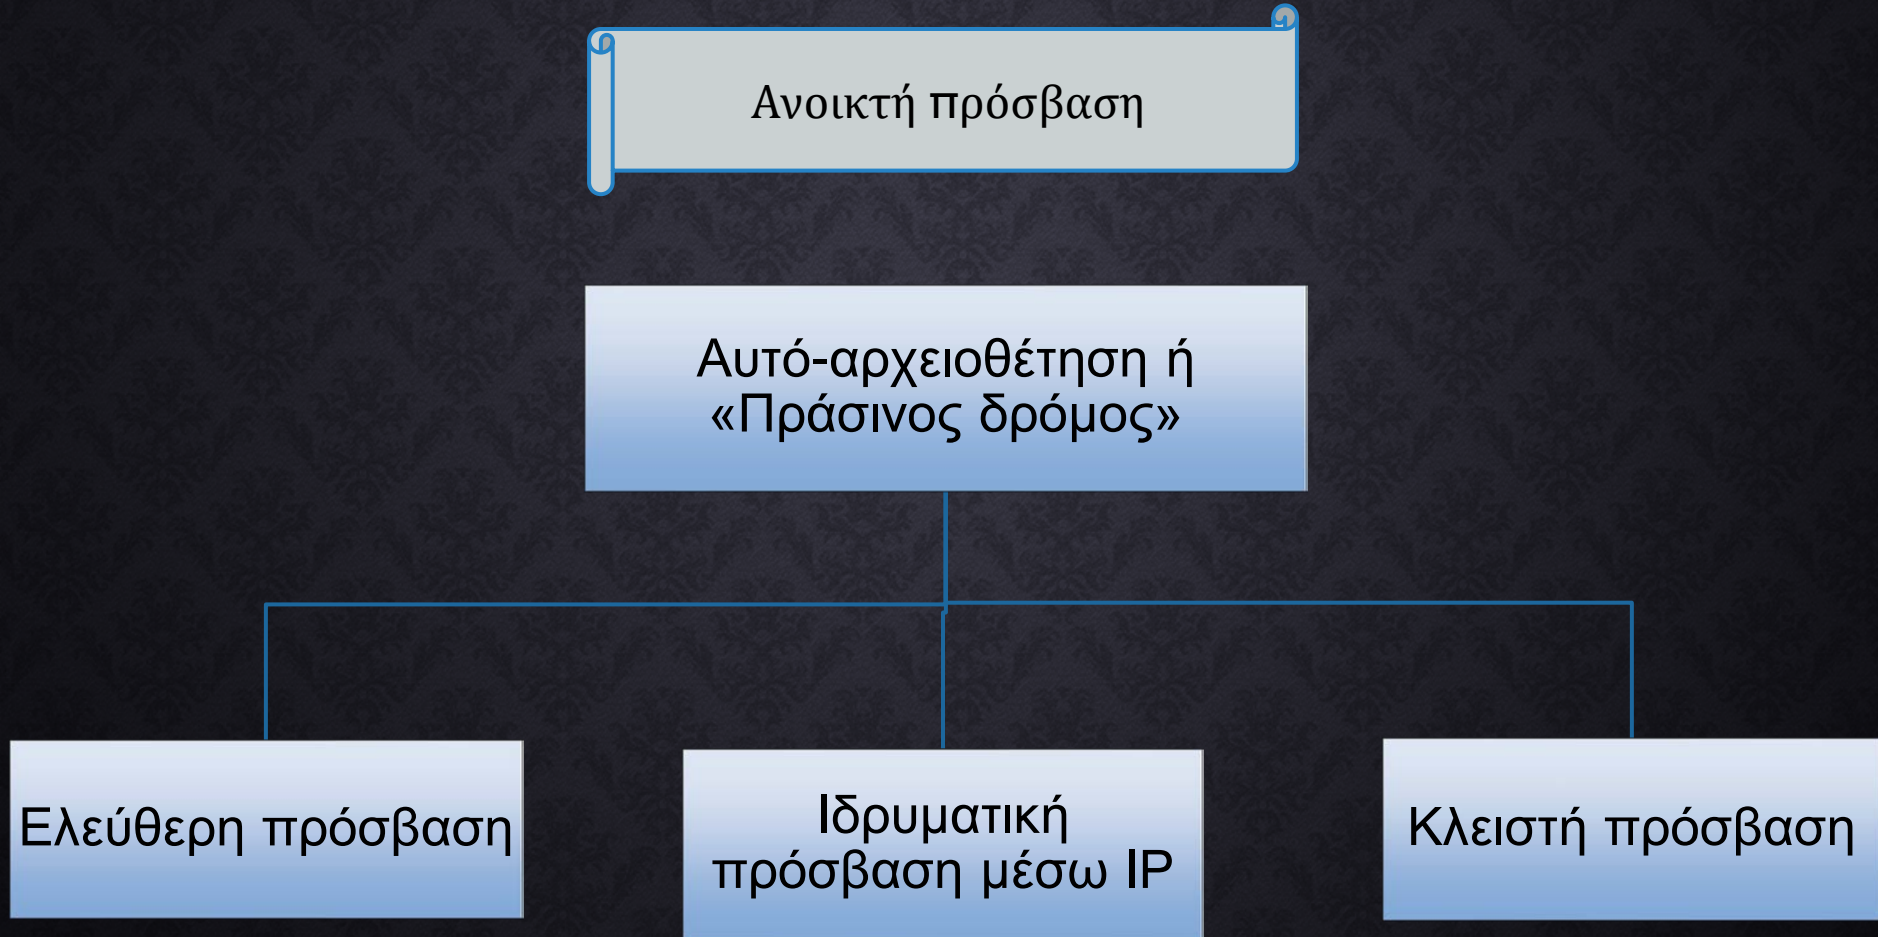 Ανοικτή πρόσβαση
Αυτό-αρχειοθέτηση ή
«Πράσινος δρόμος»
Ελεύθερη πρόσβαση
Ιδρυματική
πρόσβαση μέσω IP
Κλειστή πρόσβαση